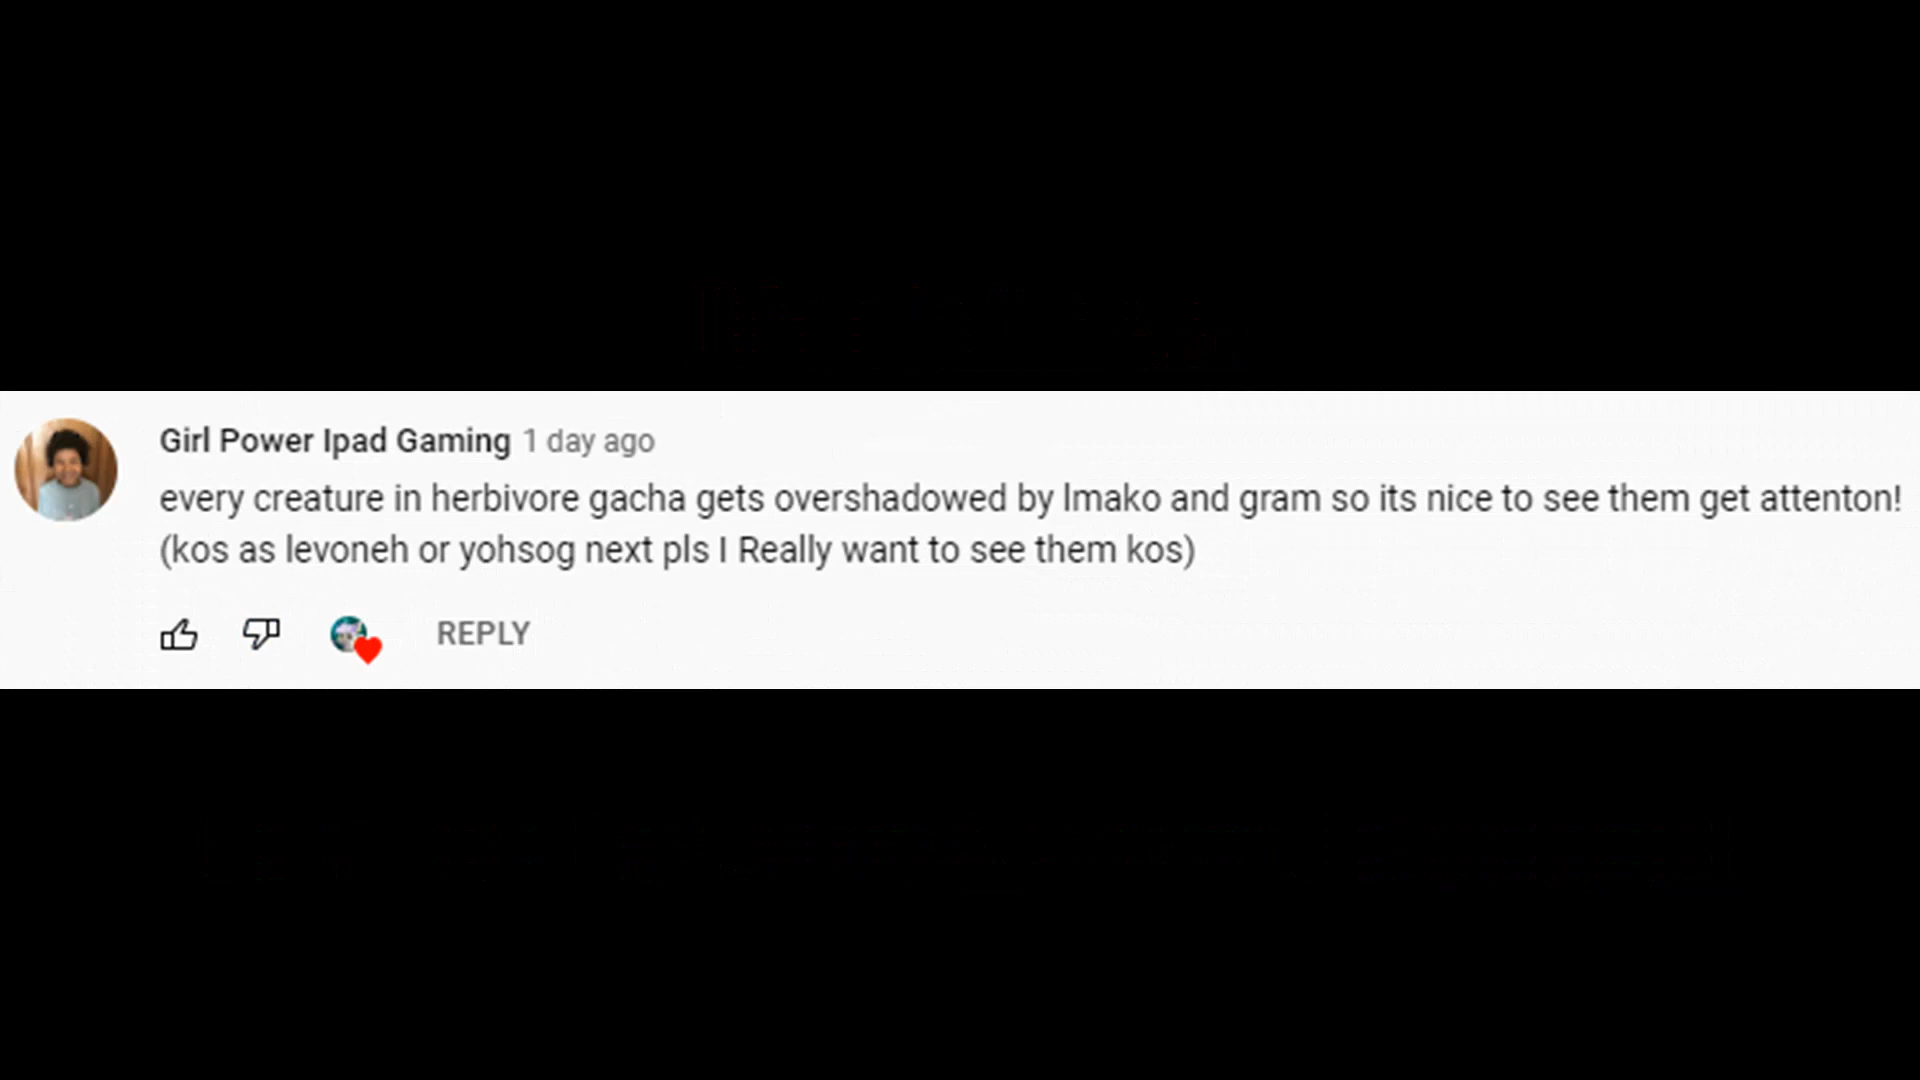 Girl Power Ipad Gaming 1 day ago
every creature in herbivore gacha gets overshadowed by lmako and gram so its nice to see them get attenton!
(kos as levoneh or yohsog next pls I Really want to see them kos)
REPLY